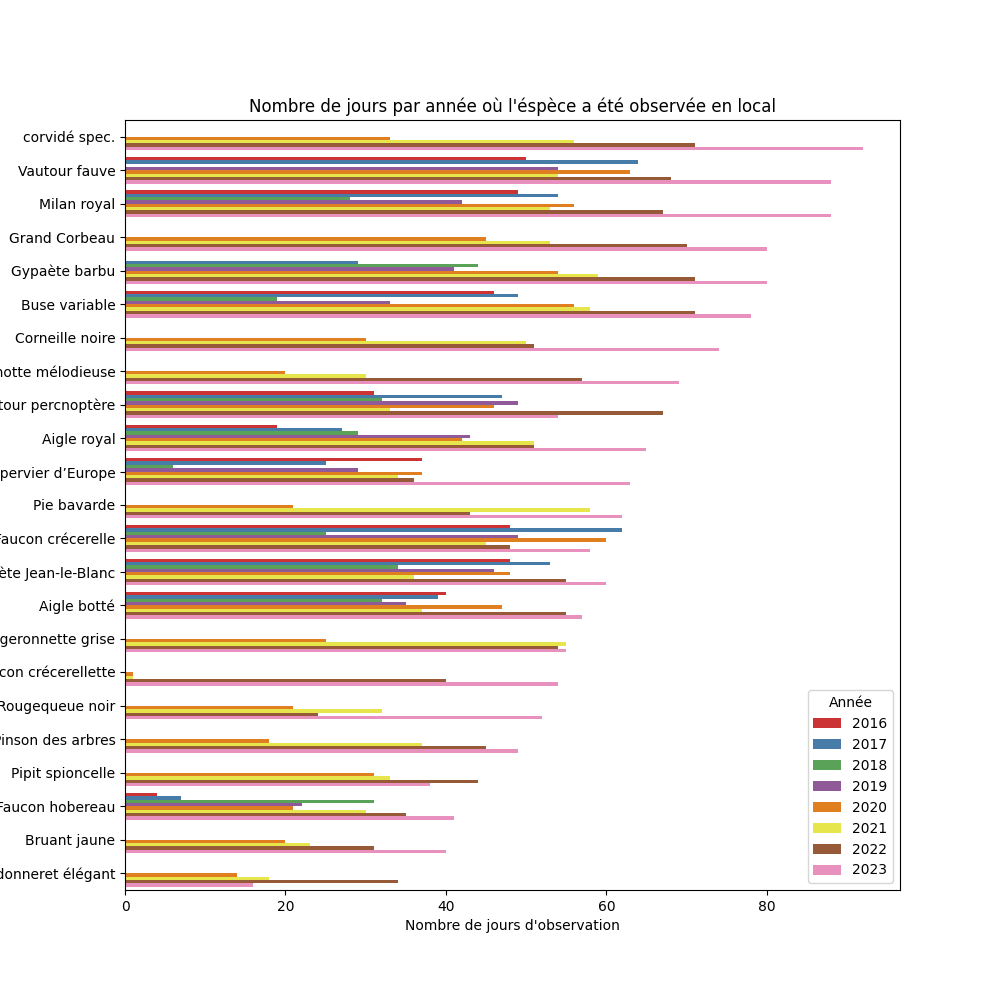 Nombre de jours par année où l'éspèce a été observée en local
corvidé spec.
Vautour fauve
Milan royal
Grand Corbeau
Gypaète barbu
Buse variable
Corneille noire
notte mélodieuse
tour percnoptère
Aigle royal
pervier d’Europe
Pie bavarde
Faucon crécerelle
ète Jean-le-Blanc
Aigle botté
geronnette grise
con crécerellette
Rougequeue noir
Pinson des arbres
Pipit spioncelle
Faucon hobereau
Bruant jaune
donneret élégant
Année
2016
2017
2018
2019
2020
2021
2022
2023
0 20 40 60 80
Nombre de jours d'observation